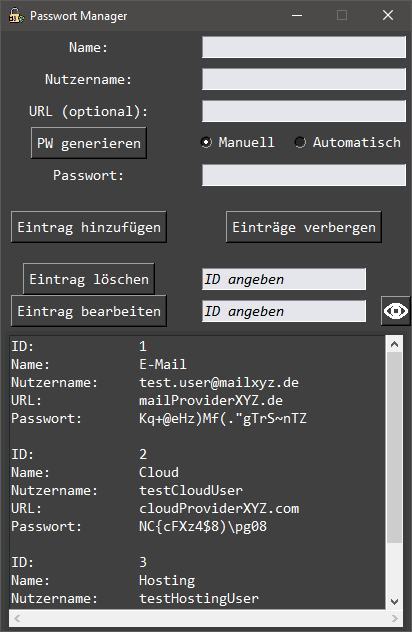 Passwort Manager
Name:
Nutzername:
URL (optional):
PW generieren Manuell Automatisch
Passwort:
Eintrag hinzufügen Einträge verbergen
Eintrag löschen ID angeben
Eintrag bearbeiten ID angeben
ID: 1
Name: E-Mail
Nutzername: test.user@mailxyz.de
URL: mailProviderXYZ.de
Passwort: Kq+@eHz)Mf(."gTrS~nTZ
ID: 2
Name: Cloud
Nutzername: testCloudUser
URL: cloudProviderXYZ.com
Passwort: NC{cFXz4$8)\pg08
ID: 3
Name: Hosting
Nutzername: testHostingUser